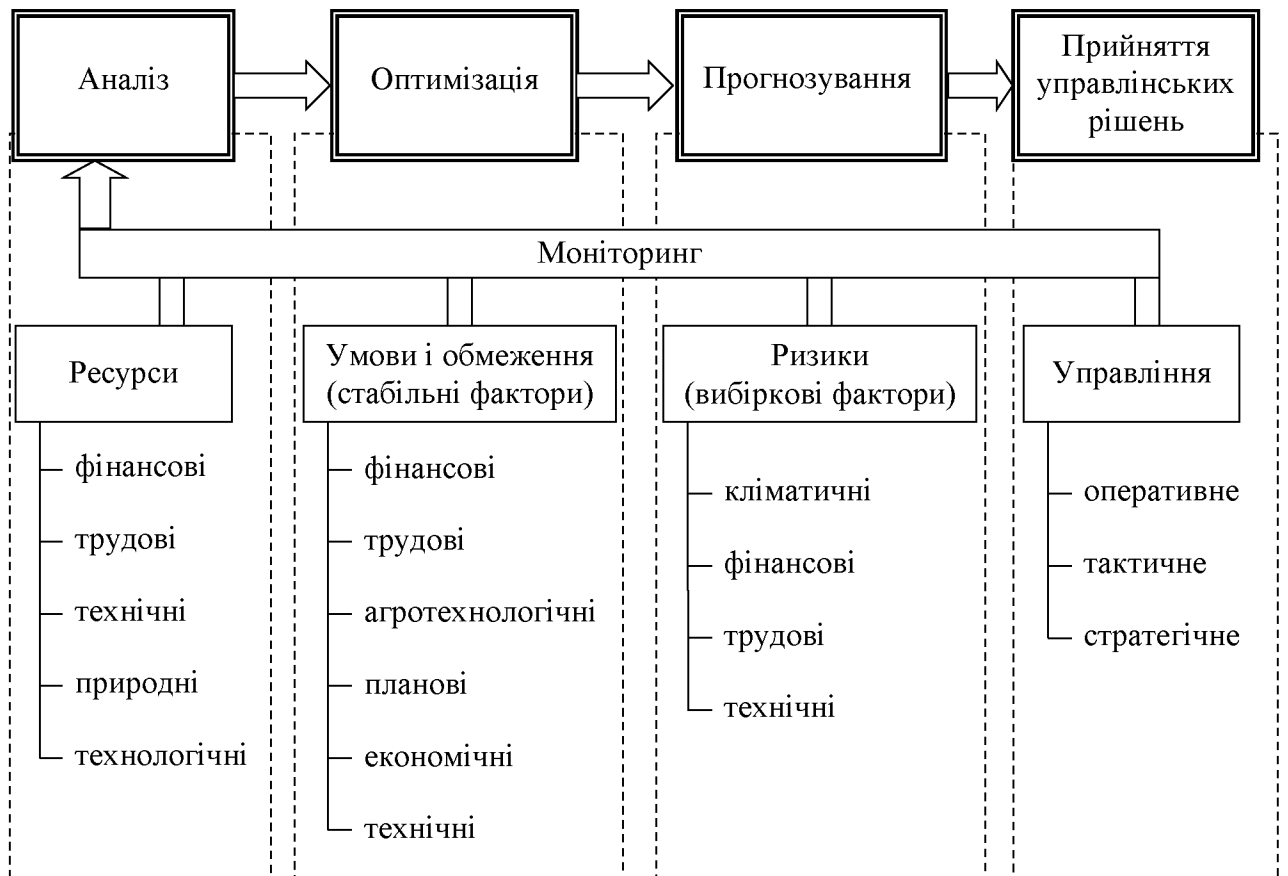 Аналіз
Оптимізація
Прогнозування
Прийняття
управлінських
рішень
Моніторинг
Ресурси
фінансові
трудові
технічні
природні
технологічні
Умови і обмеження
(стабільні фактори)
фінансові
трудові
агротехнологічні
планові
економічні
технічні
Ризики
(вибіркові фактори)
кліматичні
фінансові
трудові
технічні
Управління
оперативне
тактичне
стратегічне